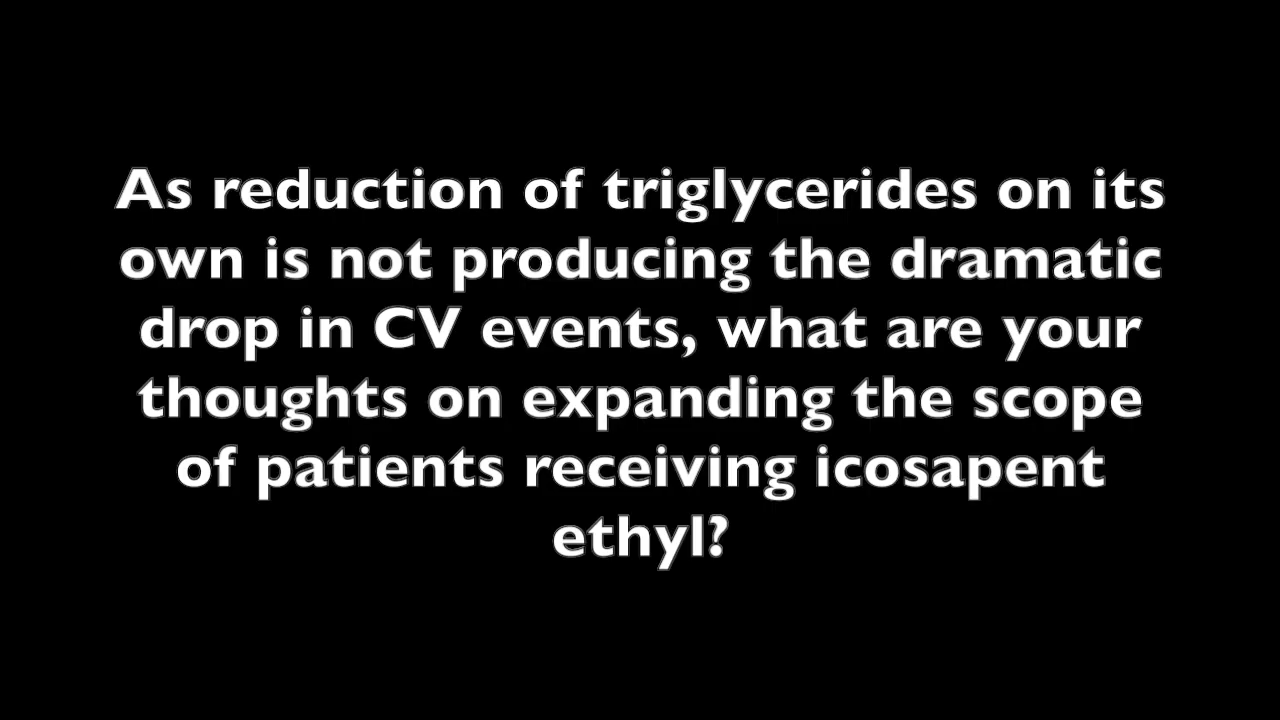 As reduction of triglycerides on its
own is not producing the dramatic
drop in CV events, what are your
thoughts on expanding the scope
of patients receiving icosapent
ethyl?